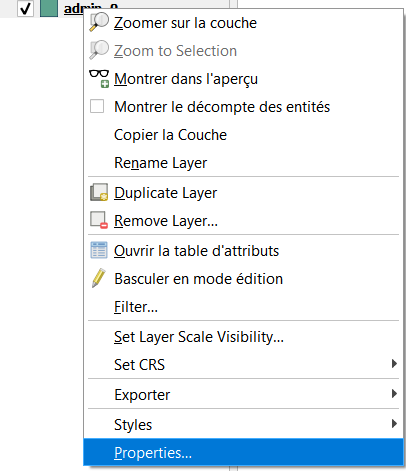 admin_0
Zoomer sur la couche
Zoom to Selection
Montrer dans l'aperçu
Montrer le décompte des entités
Copier la Couche
Rename Layer
Duplicate Layer
Remove Layer...
Ouvrir la table d'attributs
Basculer en mode édition
Filter...
Set Layer Scale Visibility...
Set CRS
Exporter
Styles
Properties...